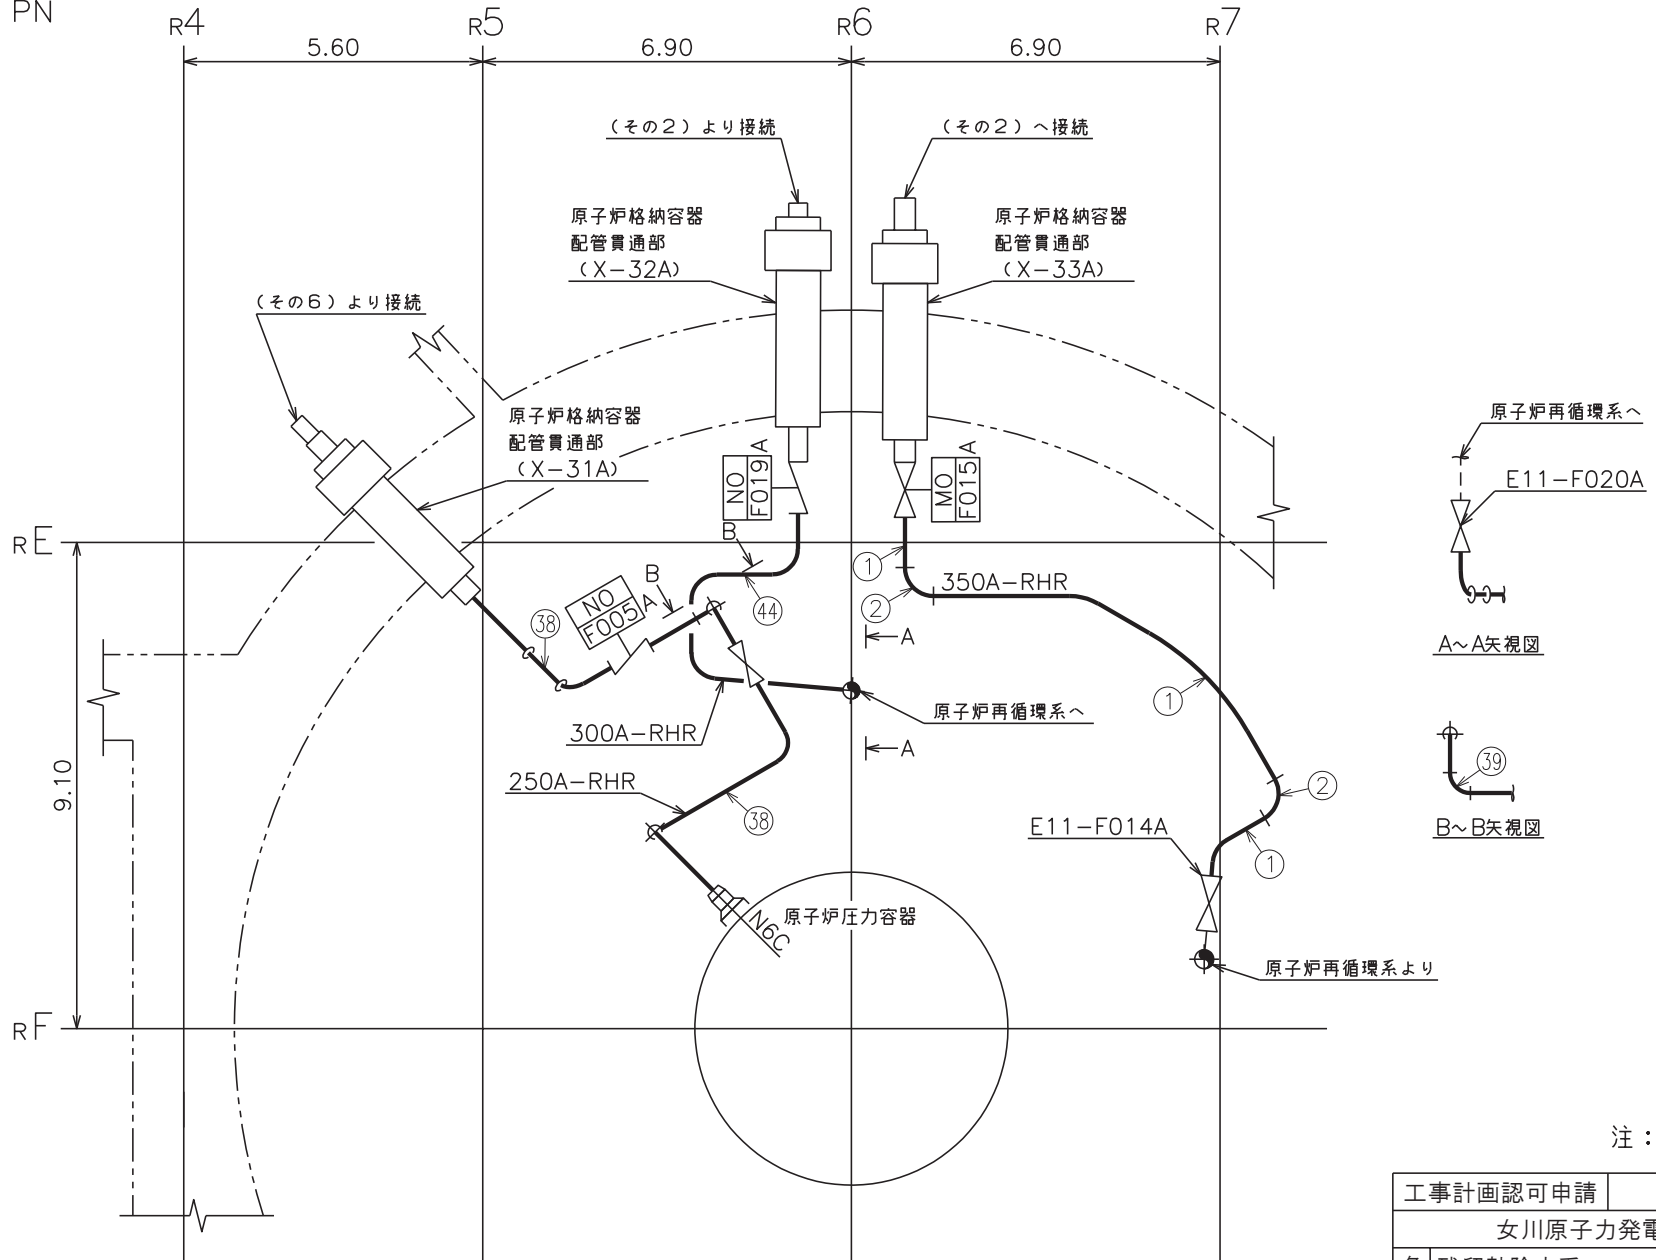 PN
R4
R5
R6
R7
5.60
6.90
6.90
(その2)より接続
(その2)へ接続
原子炉格納容器
配管貫通部
(X-32A)
原子炉格納容器
配管貫通部
(X-33A)
(その6)より接続
原子炉格納容器
配管貫通部
(X-31A)
原子炉再循環系へ
E11-F020A
NO
F019
A
MO
F015
A
RE
B
B
1
350A-RHR
2
44
38
NO
F005
A
A
A~A矢視図
1
原子炉再循環系へ
300A-RHR
A
39
250A-RHR
38
2
9.10
E11-F014A
B~B矢視図
1
原子炉圧力容器
N6C
原子炉再循環系より
RF
注:
工事計画認可申請
女川原子力発電